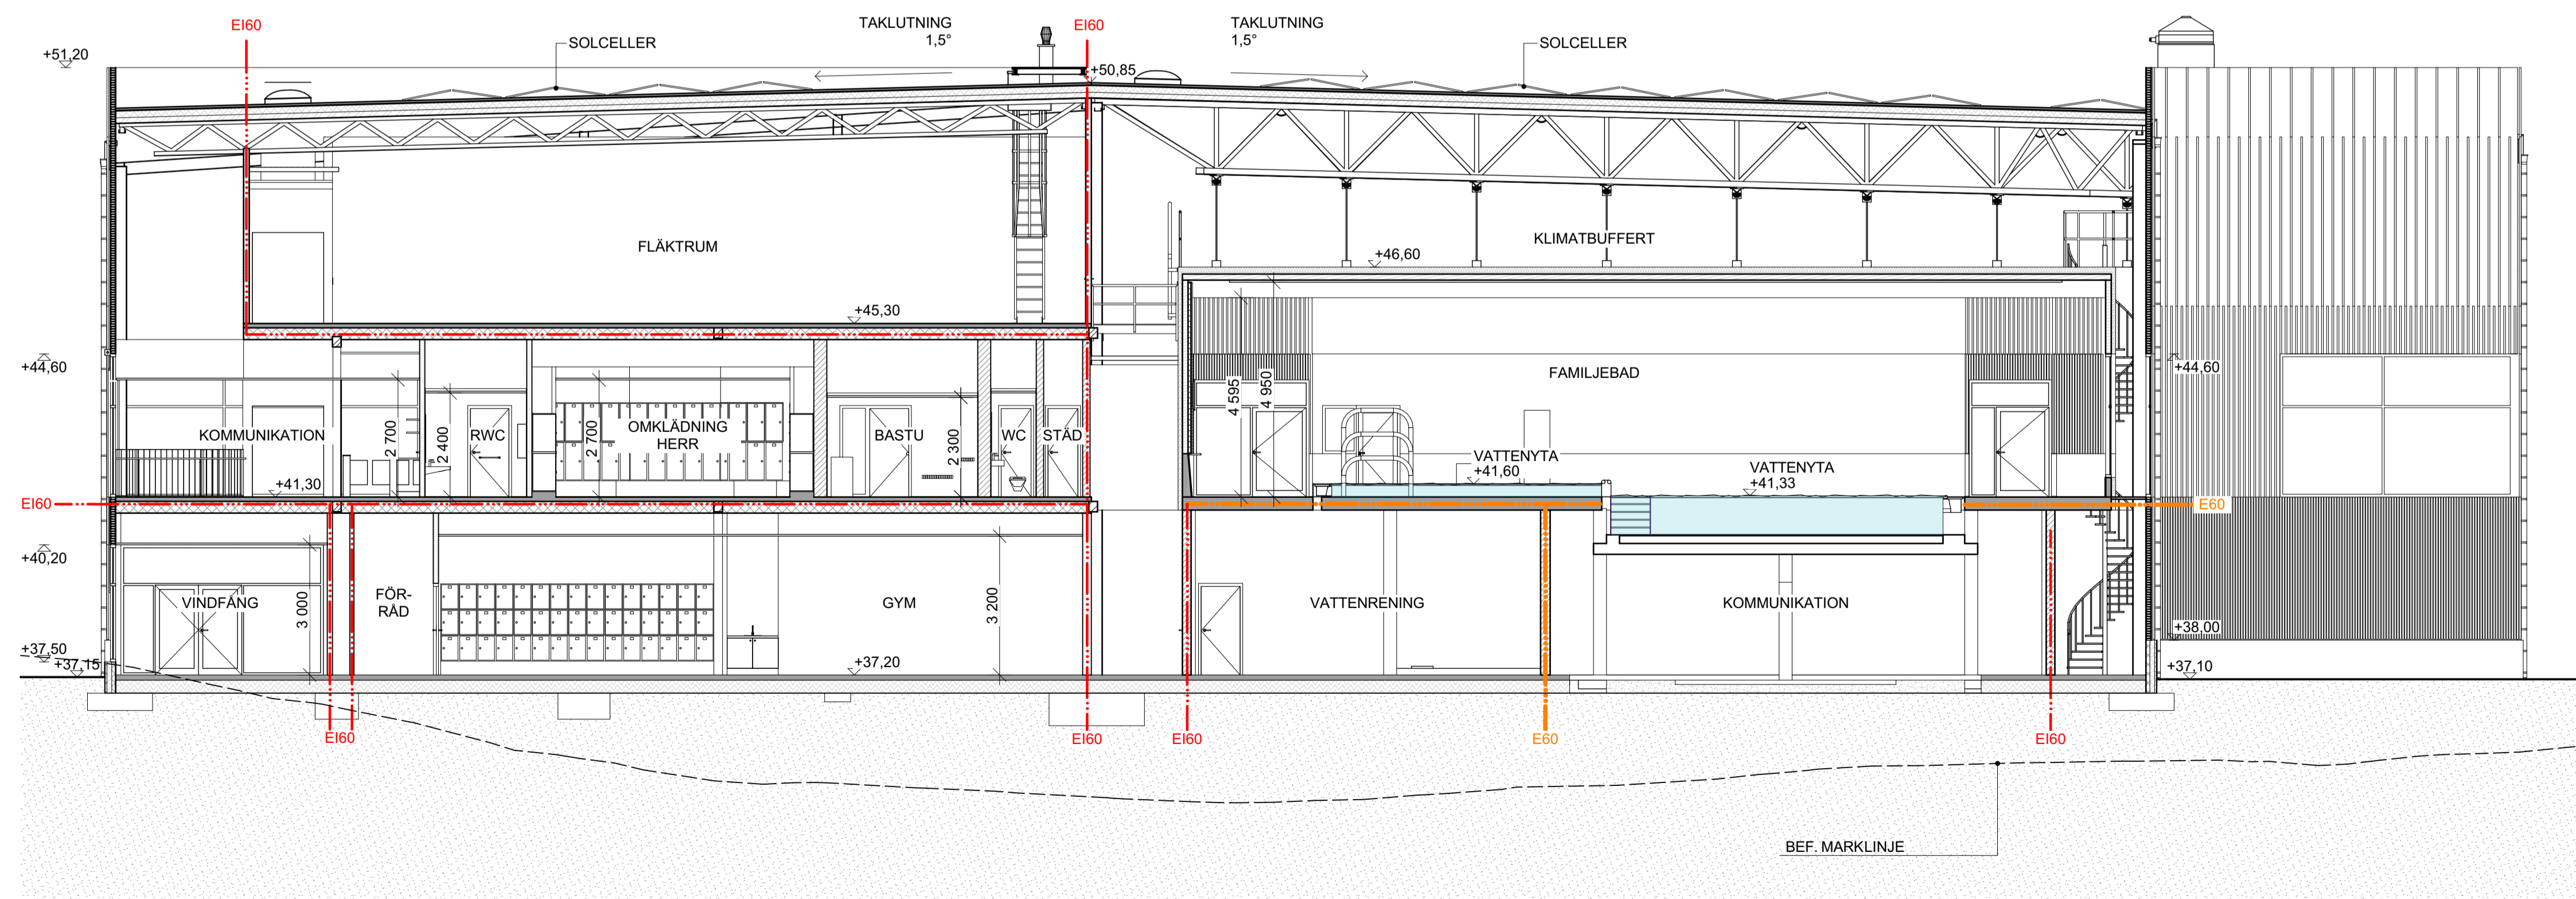 EI60
TAKLUTNING
1,5°
EI60
TAKLUTNING
1,5°
SOLCELLER
SOLCELLER
+51,20
+50,85
FLÄKTRUM
KLIMATBUFFERT
+46,60
+45,30
+44,60
+44,60
FAMILJEBAD
4 595
4 950
KOMMUNIKATION
2 700
2 400
RWC
2 700
OMKLÄDNING
HERR
BASTU
2 300
WC
STÄD
VATTENYTA
+41,60
VATTENYTA
+41,33
+41,30
EI60
E60
+40,20
VINDFÅNG
3 000
FÖR-
RÅD
GYM
3 200
VATTENRENING
KOMMUNIKATION
+38,00
+37,50
+37,15
+37,20
+37,10
EI60
EI60
EI60
E60
EI60
BEF. MARKLINJE